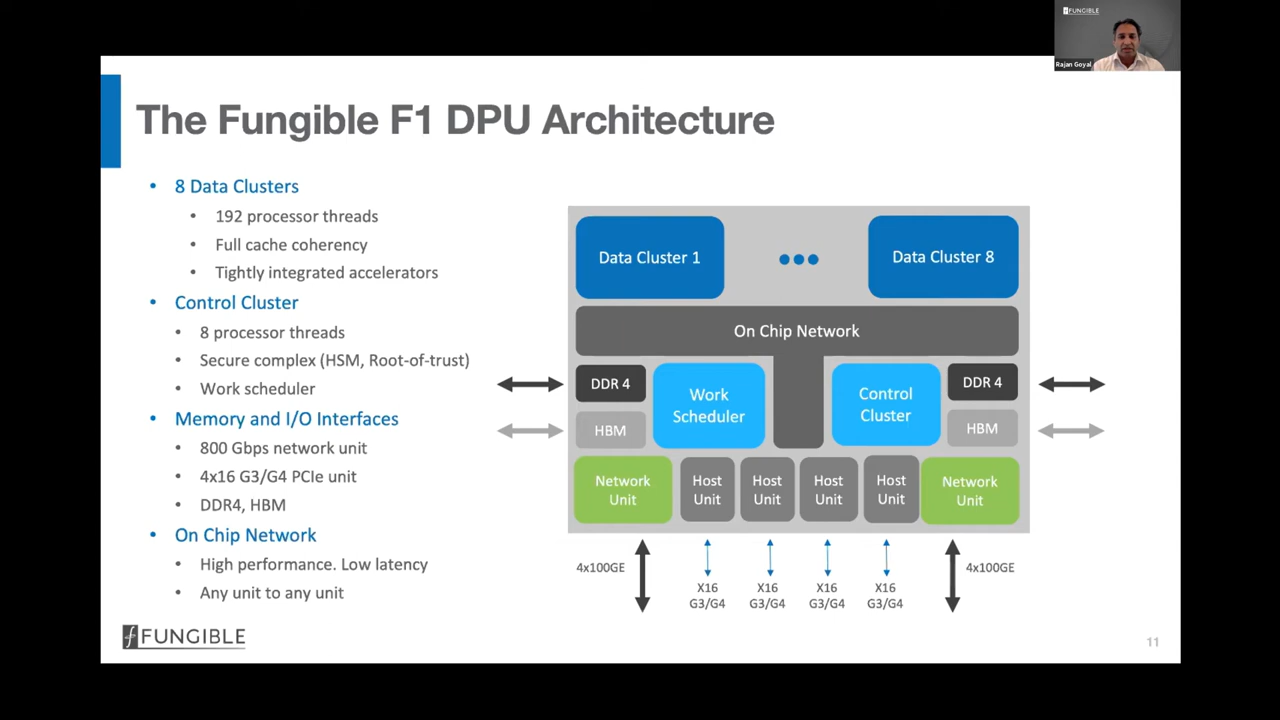 FUNGIBLE
Rajan Goyal
The Fungible F1 DPU Architecture
• 8 Data Clusters
• 192 processor threads
• Full cache coherency
• Tightly integrated accelerators
• Control Cluster
• 8 processor threads
• Secure complex (HSM, Root-of-trust)
• Work scheduler
• Memory and I/O Interfaces
• 800 Gbps network unit
• 4x16 G3/G4 PCIe unit
• DDR4, HBM
• On Chip Network
• High performance. Low latency
• Any unit to any unit
Data Cluster 1
Data Cluster 8
On Chip Network
DDR 4
Work
Scheduler
Control
Cluster
DDR 4
HBM
HBM
Network
Unit
Host
Unit
Host
Unit
Host
Unit
Host
Unit
Network
Unit
4x100GE
X16
G3/G4
X16
G3/G4
X16
G3/G4
X16
G3/G4
4x100GE
f FUNGIBLE
11